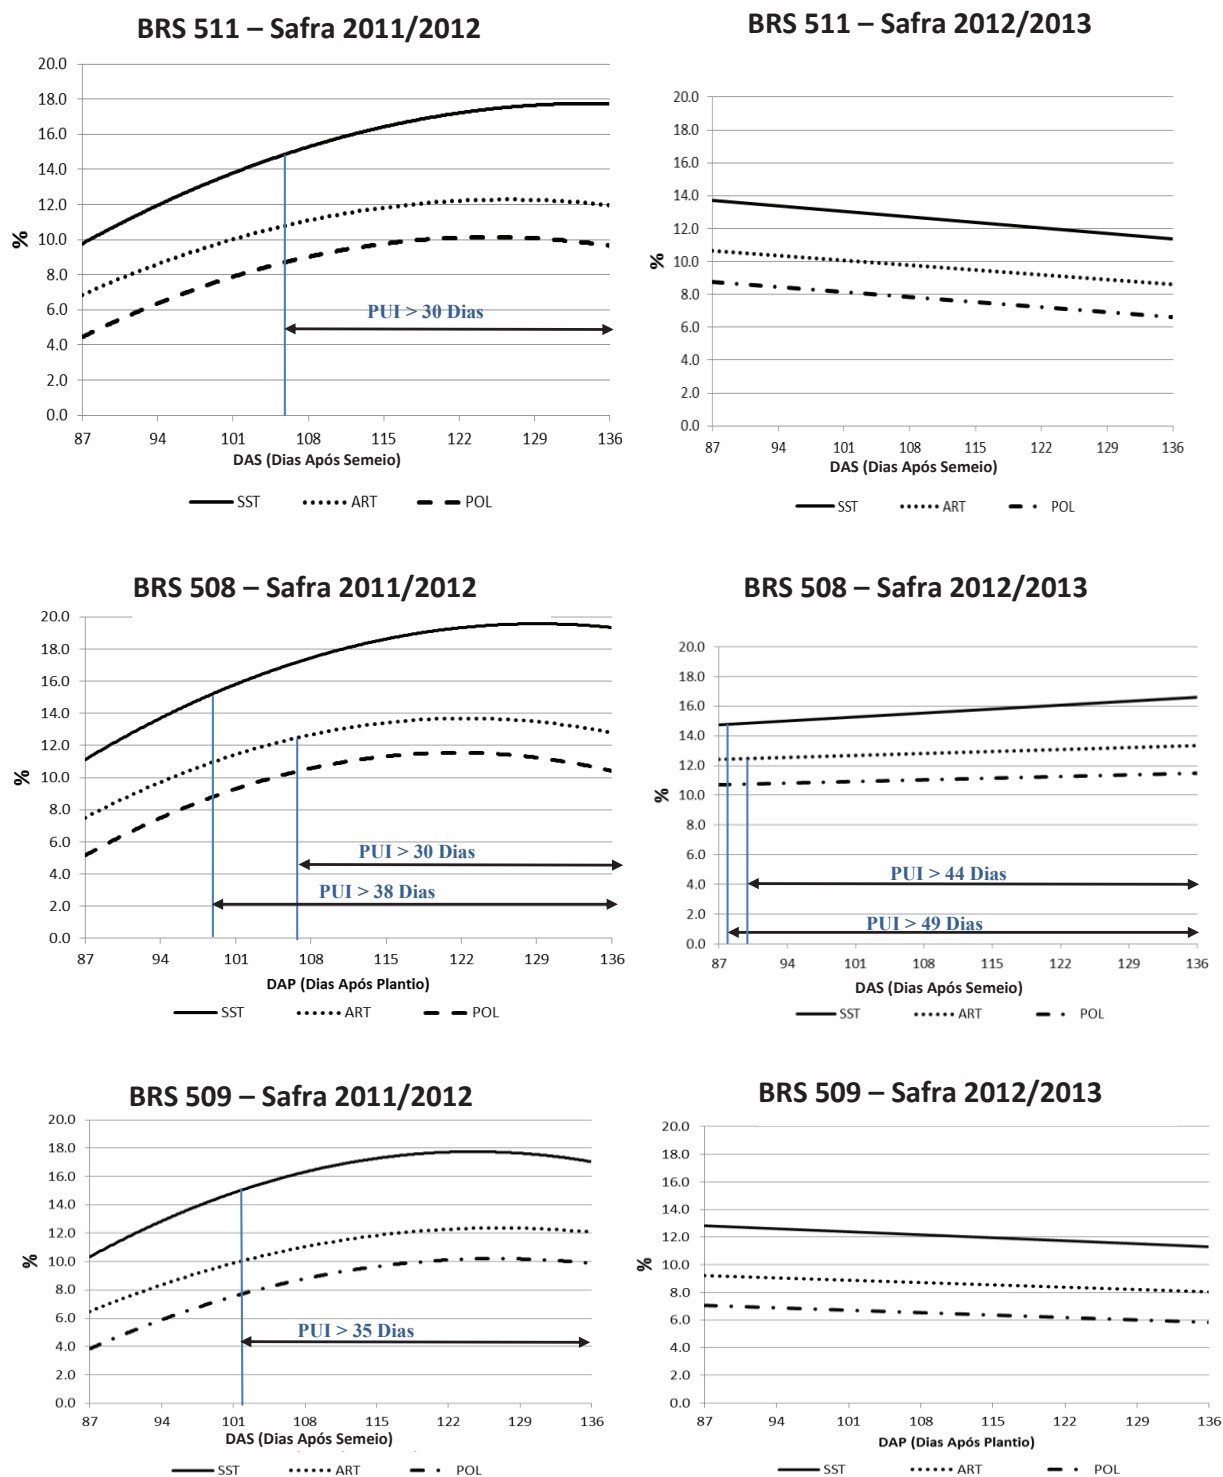 BRS 511 – Safra 2011/2012
20.0
18.0
16.0
14.0
12.0
10.0
8.0
6.0
4.0
2.0
0.0
%
PUI > 30 Dias
87 94 101 108 115 122 129 136
DAS (Dias Após Semeio)
SST ART POL
BRS 511 – Safra 2012/2013
20.0
18.0
16.0
14.0
12.0
10.0
8.0
6.0
4.0
2.0
0.0
%
87 94 101 108 115 122 129 136
DAS (Dias Após Semeio)
SST ART POL
BRS 508 – Safra 2011/2012
20.0
18.0
16.0
14.0
12.0
10.0
8.0
6.0
4.0
2.0
0.0
%
PUI > 30 Dias
PUI > 38 Dias
87 94 101 108 115 122 129 136
DAP (Dias Após Plantio)
SST ART POL
BRS 508 – Safra 2012/2013
20.0
18.0
16.0
14.0
12.0
10.0
8.0
6.0
4.0
2.0
0.0
%
PUI > 44 Dias
PUI > 49 Dias
87 94 101 108 115 122 129 136
DAS (Dias Após Semeio)
SST ART POL
BRS 509 – Safra 2011/2012
20.0
18.0
16.0
14.0
12.0
10.0
8.0
6.0
4.0
2.0
0.0
%
PUI > 35 Dias
87 94 101 108 115 122 129 136
DAS (Dias Após Semeio)
SST ART POL
BRS 509 – Safra 2012/2013
20.0
18.0
16.0
14.0
12.0
10.0
8.0
6.0
4.0
2.0
0.0
%
87 94 101 108 115 122 129 136
DAP (Dias Após Plantio)
SST ART POL